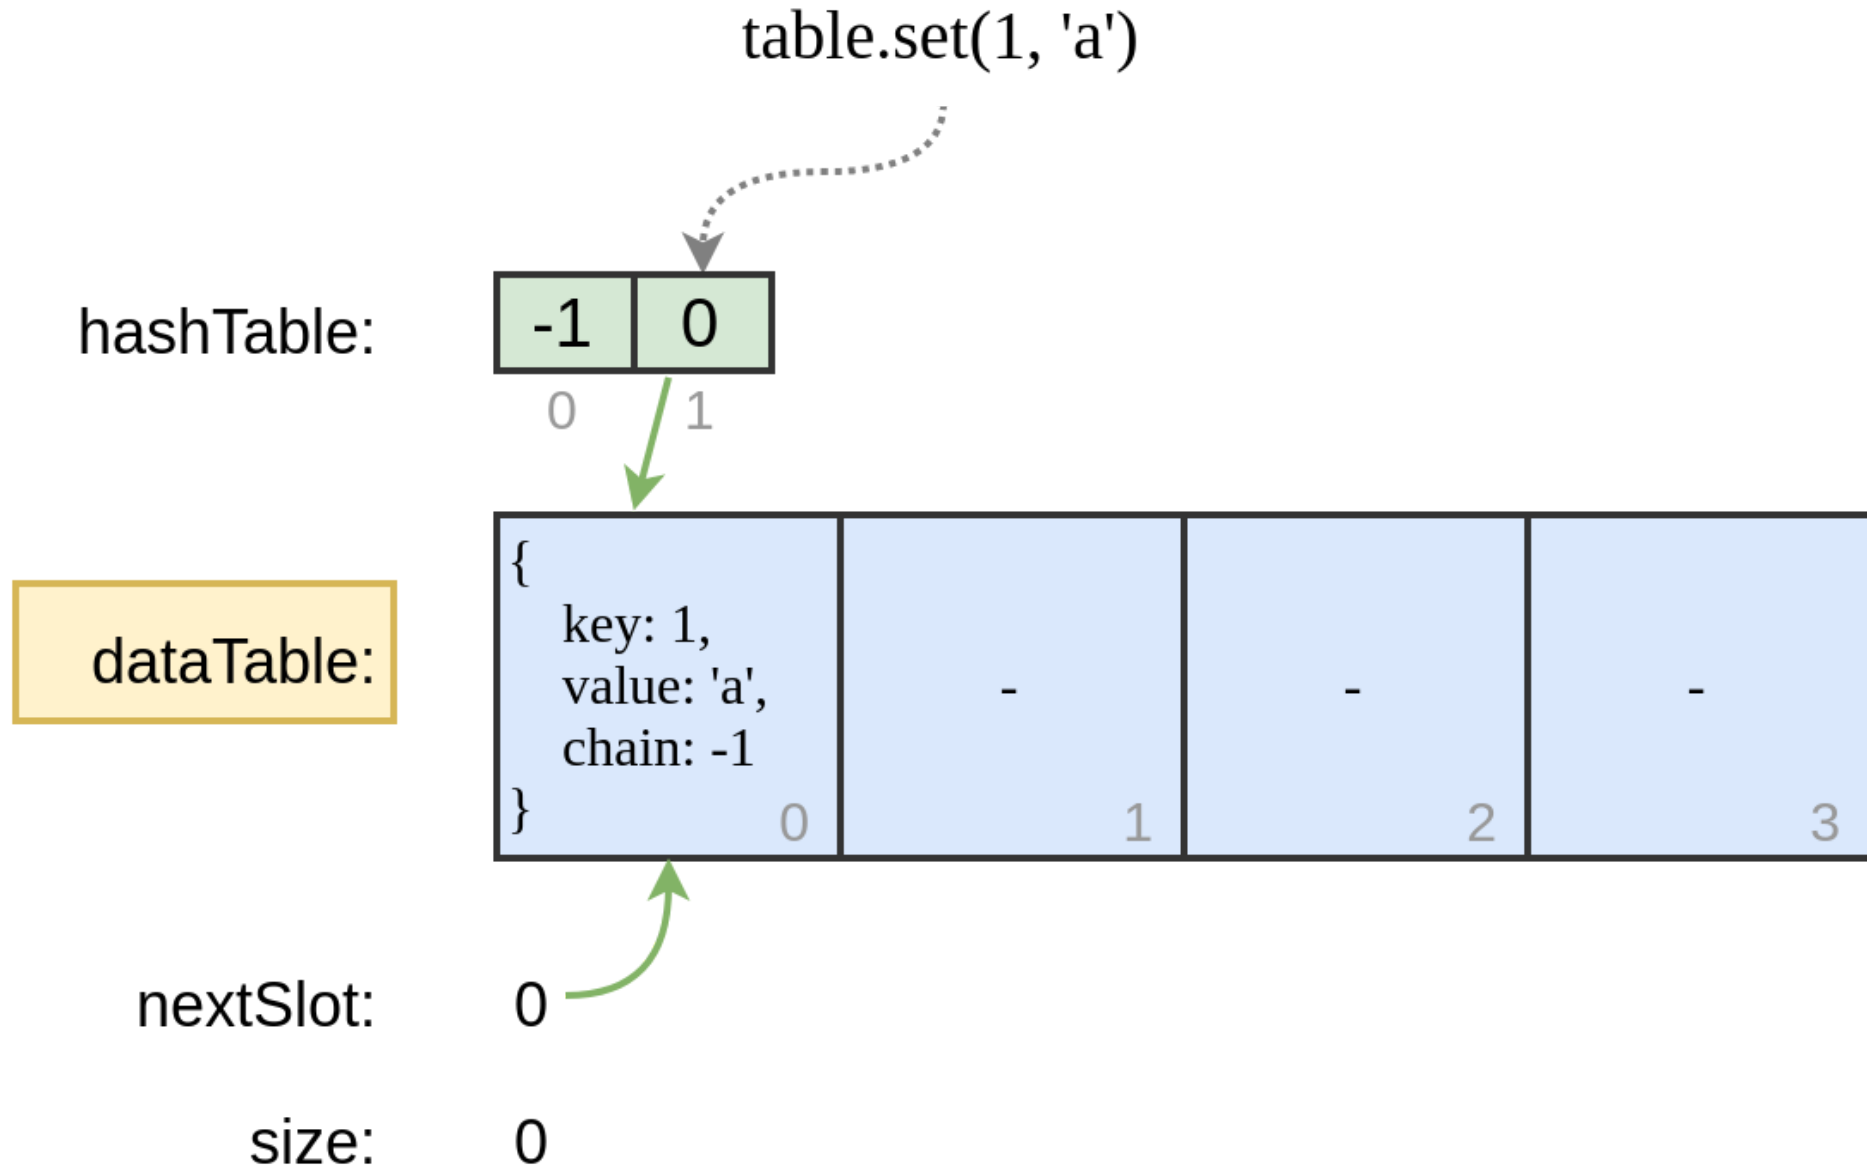 table.set(1, 'a')
hashTable:
-1 0
0 1
dataTable:
{
key: 1,
value: 'a',
chain: -1
}
- - -
0 1 2 3
nextSlot: 0
size: 0